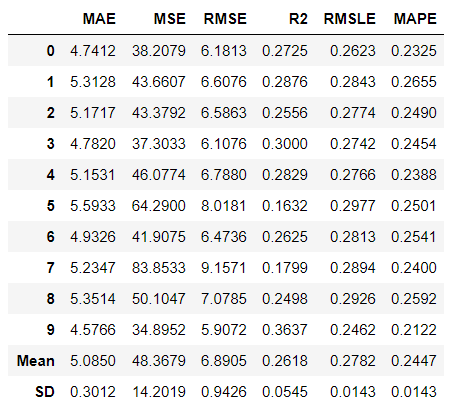 MAE MSE RMSE R2 RMSLE MAPE
0 4.7412 38.2079 6.1813 0.2725 0.2623 0.2325
1 5.3128 43.6607 6.6076 0.2876 0.2843 0.2655
2 5.1717 43.3792 6.5863 0.2556 0.2774 0.2490
3 4.7820 37.3033 6.1076 0.3000 0.2742 0.2454
4 5.1531 46.0774 6.7880 0.2829 0.2766 0.2388
5 5.5933 64.2900 8.0181 0.1632 0.2977 0.2501
6 4.9326 41.9075 6.4736 0.2625 0.2813 0.2541
7 5.2347 83.8533 9.1571 0.1799 0.2894 0.2400
8 5.3514 50.1047 7.0785 0.2498 0.2926 0.2592
9 4.5766 34.8952 5.9072 0.3637 0.2462 0.2122
Mean 5.0850 48.3679 6.8905 0.2618 0.2782 0.2447
SD 0.3012 14.2019 0.9426 0.0545 0.0143 0.0143